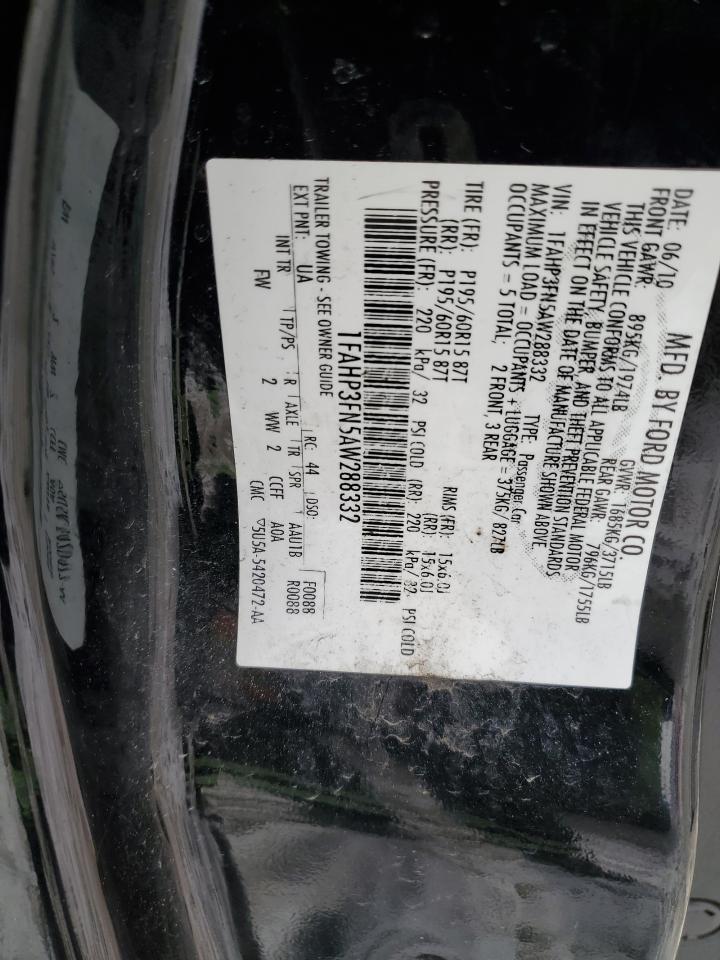 MFD. BY FORD MOTOR CO
DATE: 06/10 GVWR: 1685KG/3715LB
FRONT GAWR: 895KG/1974LB REAR GAWR: 796KG/1755LB
THIS VEHICLE CONFORMS TO ALL APPLICABLE FEDERAL MOTOR
VEHICLE SAFETY, BUMPER, AND THEFT PREVENTION STANDARDS
IN EFFECT ON THE DATE OF MANUFACTURE SHOWN ABOVE
VIN: 1FAHP3FN5AW288332 TYPE: Passenger Car
MAXIMUM LOAD = OCCUPANTS + LUGGAGE = 375KG/827LB
OCCUPANTS = 5 TOTAL; 2 FRONT, 3 REAR
TIRE (FR): P195/60R15 87T RIMS (FR): 15x6.0J
(RR): P195/60R15 87T (RR): 15x6.0J
PRESSURE (FR): 220 kPa/ 32 PSI COLD (RR): 220 kPa/ 32 PSI COLD
1FAHP3FN5AW288332
TRAILER TOWING - SEE OWNER GUIDE
EXT PNT: UA RC: 44 DSO: F0088
INT TR TP/PS R AXLE TR SPR AAU1B R0088
FW 2 WW 2 CCFF AOA
CMC 5U5A-5420472-AA